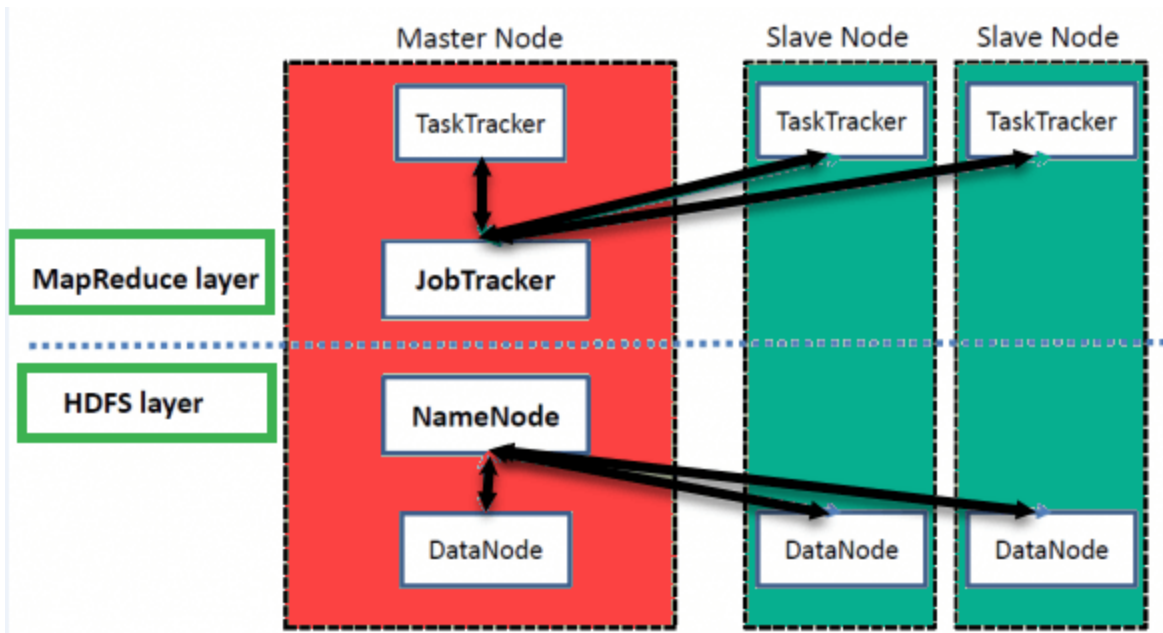 Master Node
Slave Node
Slave Node
TaskTracker
TaskTracker
TaskTracker
MapReduce layer
JobTracker
HDFS layer
NameNode
DataNode
DataNode
DataNode